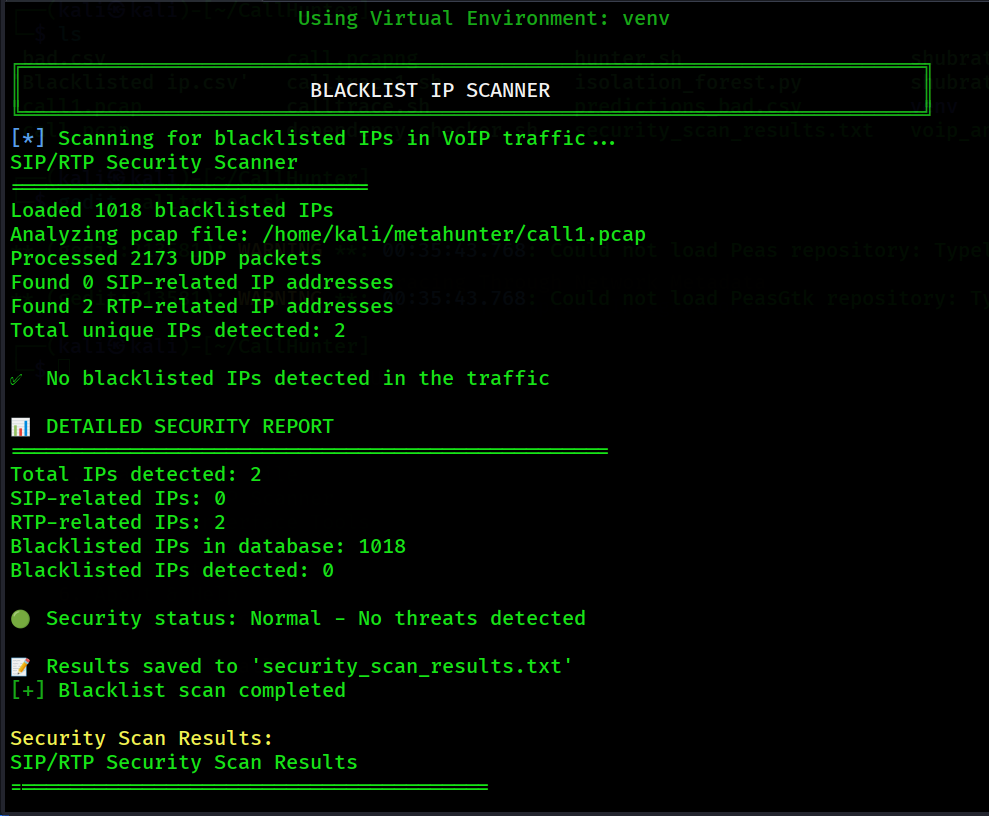 Using Virtual Environment: venv
BLACKLIST IP SCANNER
[*] Scanning for blacklisted IPs in VoIP traffic...
SIP/RTP Security Scanner
Loaded 1018 blacklisted IPs
Analyzing pcap file: /home/kali/metahunter/call1.pcap
Processed 2173 UDP packets
Found 0 SIP-related IP addresses
Found 2 RTP-related IP addresses
Total unique IPs detected: 2
✓ No blacklisted IPs detected in the traffic
📊 DETAILED SECURITY REPORT
Total IPs detected: 2
SIP-related IPs: 0
RTP-related IPs: 2
Blacklisted IPs in database: 1018
Blacklisted IPs detected: 0
🟢 Security status: Normal - No threats detected
📝 Results saved to 'security_scan_results.txt'
[+] Blacklist scan completed
Security Scan Results:
SIP/RTP Security Scan Results